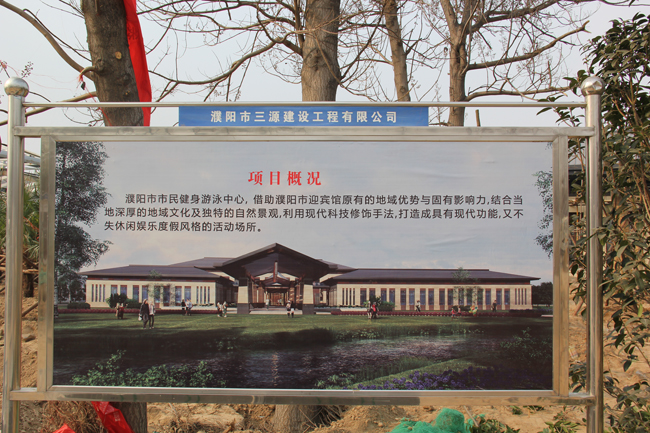 濮阳市三源建设工程有限公司
项目概况
濮阳市市民健身游泳中心，借助濮阳市迎宾馆原有的地域优势与固有影响力,结合当
地深厚的地域文化及独特的自然景观,利用现代科技修饰手法,打造成具有现代功能,又不
失休闲娱乐度假风格的活动场所。